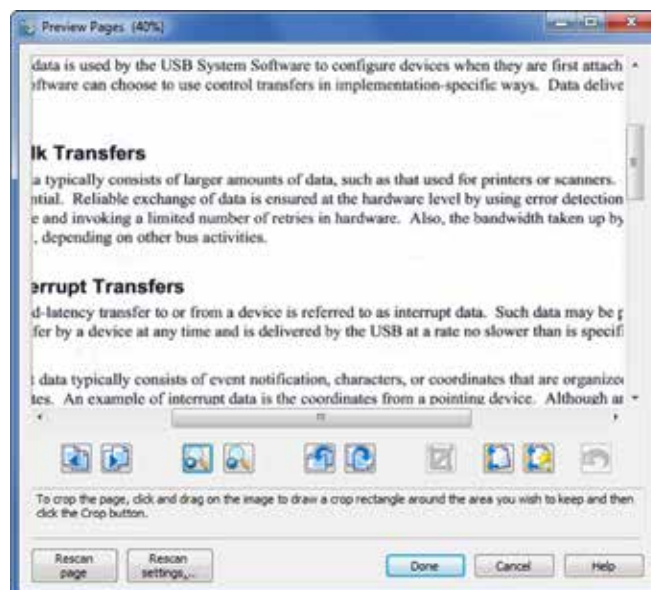 Preview Pages (40%)
data is used by the USB System Software to configure devices when they are first attach
oftware can choose to use control transfers in implementation-specific ways. Data delive
lk Transfers
a typically consists of larger amounts of data, such as that used for printers or scanners.
ntial. Reliable exchange of data is ensured at the hardware level by using error detection
e and invoking a limited number of retries in hardware. Also, the bandwidth taken up by
, depending on other bus activities.
errupt Transfers
d-latency transfer to or from a device is referred to as interrupt data. Such data may be p
fer by a device at any time and is delivered by the USB at a rate no slower than is specifi
t data typically consists of event notification, characters, or coordinates that are organized
tes. An example of interrupt data is the coordinates from a pointing device. Although an
To crop the page, click and drag on the image to draw a crop rectangle around the area you wish to keep and then
click the Crop button.
Rescan page
Rescan settings,...
Done
Cancel
Help